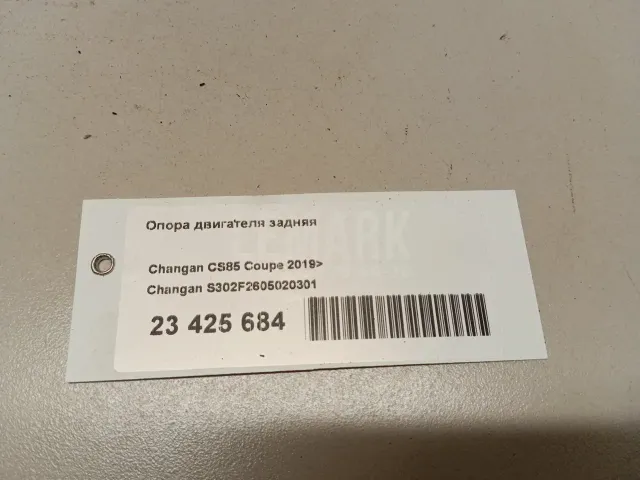 Опора двигателя задняя
Changan CS85 Coupe 2019>
Changan S302F2605020301
23 425 684